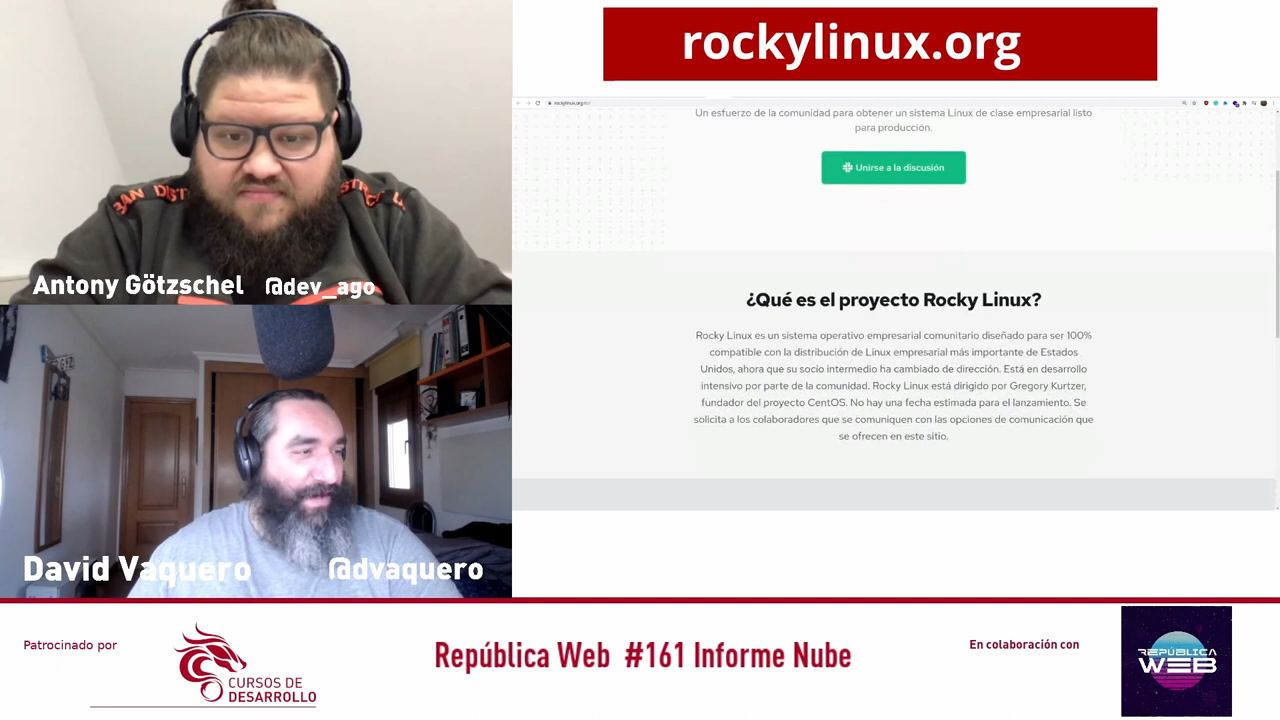 rockylinux.org
Un esfuerzo de la comunidad para obtener un sistema Linux de clase empresarial listo
para producción.
Unirse a la discusión
¿Qué es el proyecto Rocky Linux?
Rocky Linux es un sistema operativo empresarial comunitario diseñado para ser 100%
compatible con la distribución de Linux empresarial más importante de Estados
Unidos, ahora que su socio intermedio ha cambiado de dirección. Está en desarrollo
intensivo por parte de la comunidad. Rocky Linux está dirigido por Gregory Kurtzer,
fundador del proyecto CentOS. No hay una fecha estimada para el lanzamiento. Se
solicita a los colaboradores que se comuniquen con las opciones de comunicación que
se ofrecen en este sitio.
Antony Götzschel @dev_ago
David Vaquero @dvaquero
Patrocinado por
CURSOS DE
DESARROLLO
República Web #161 Informe Nube
En colaboración con
REPÚBLICA
WEB